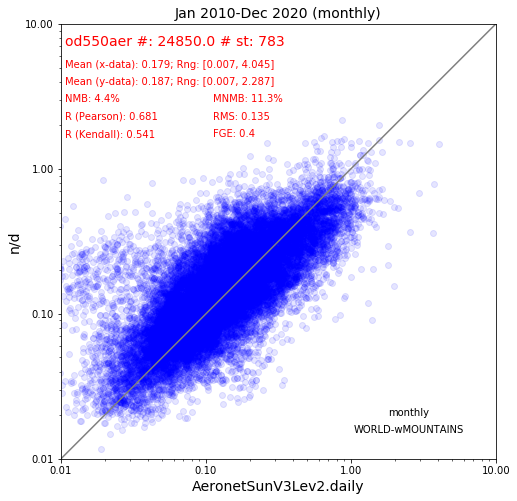 Jan 2010-Dec 2020 (monthly)
10.00
od550aer #: 24850.0 # st: 783
Mean (x-data): 0.179; Rng: [0.007, 4.045]
Mean (y-data): 0.187; Rng: [0.007, 2.287]
NMB: 4.4% MNMB: 11.3%
R (Pearson): 0.681 RMS: 0.135
R (Kendall): 0.541 FGE: 0.4
1.00
n/d
0.10
monthly
WORLD-wMOUNTAINS
0.01
0.01 0.10 1.00 10.00
AeronetSunV3Lev2.daily